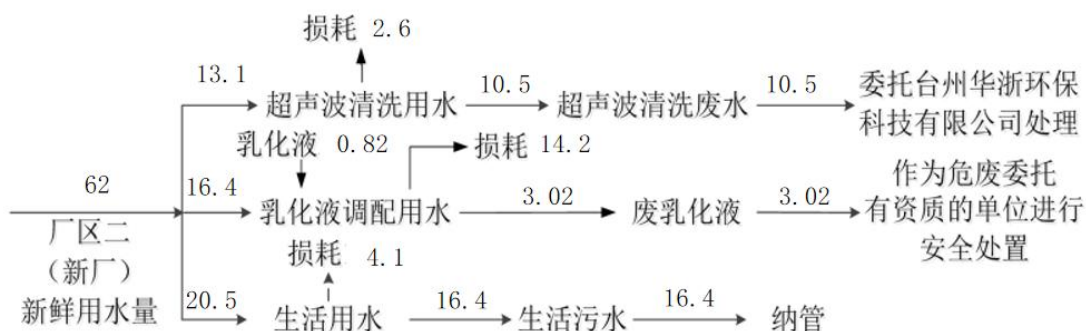 损耗 2.6
13.1
超声波清洗用水
10.5
超声波清洗废水
10.5
委托台州华浙环保
科技有限公司处理
乳化液 0.82
损耗 14.2
62
16.4
乳化液调配用水
3.02
废乳化液
3.02
作为危废委托
有资质的单位进行
安全处置
厂区二
（新厂）
新鲜用水量
损耗 4.1
20.5
生活用水
16.4
生活污水
16.4
纳管